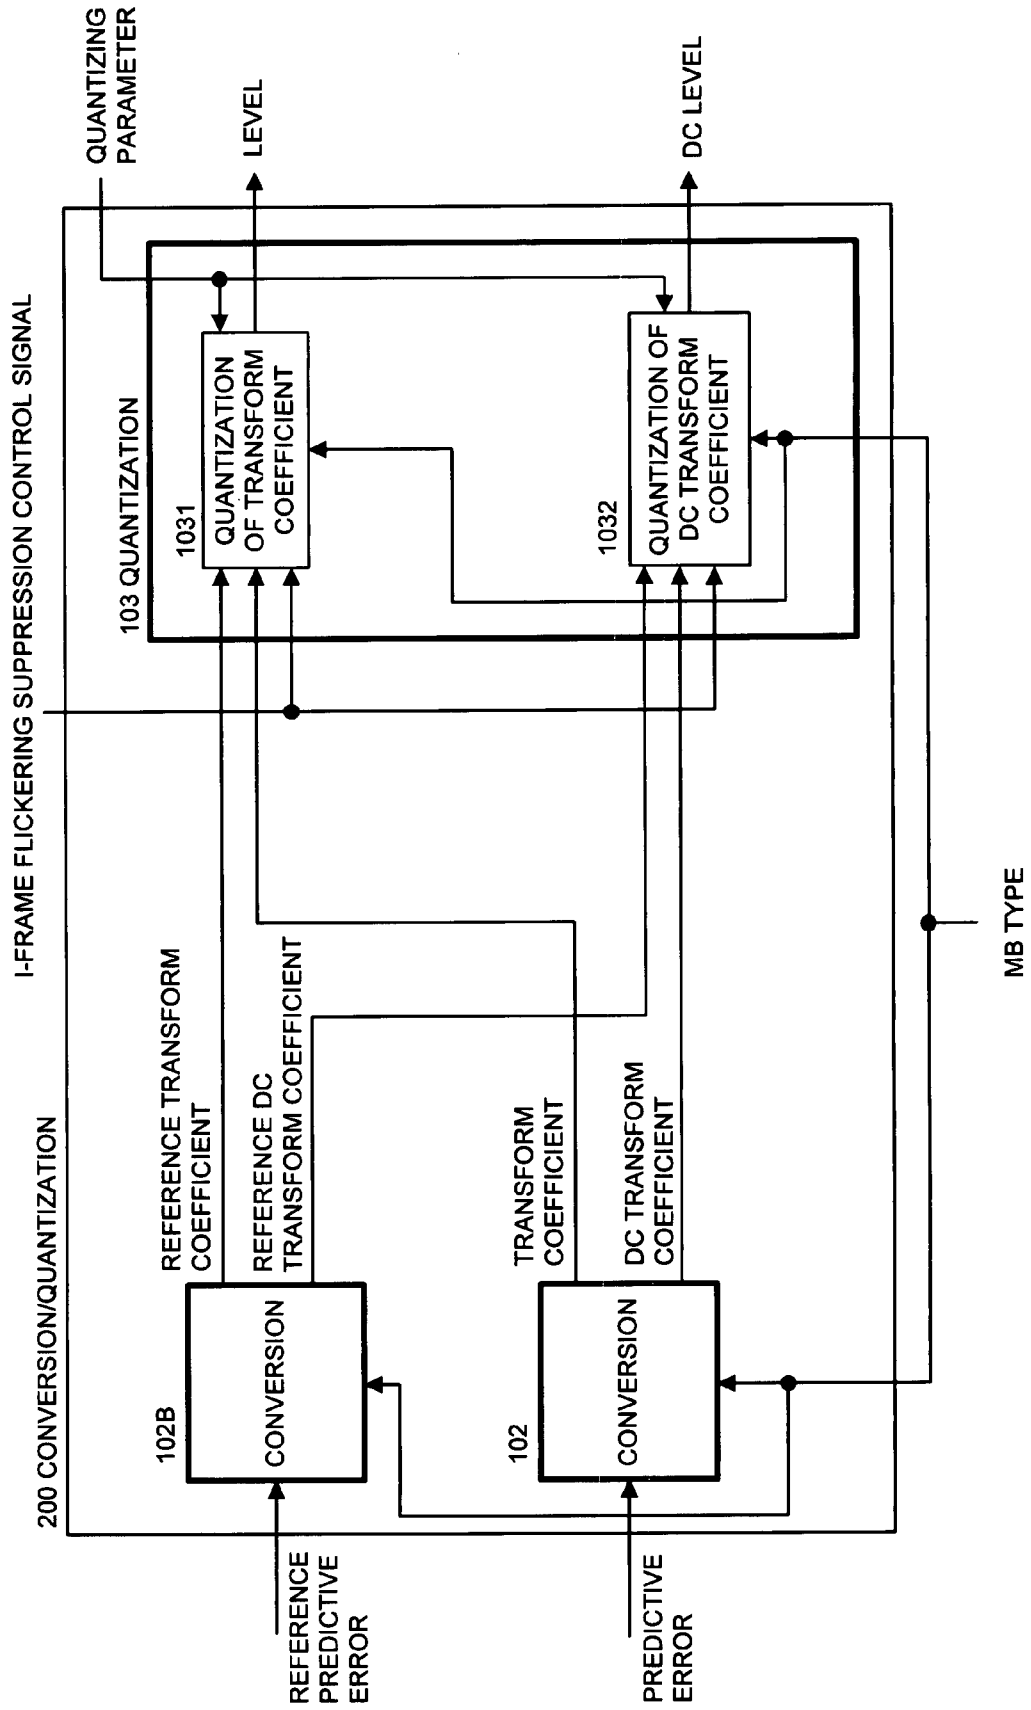 I-FRAME FLICKERING SUPPRESSION CONTROL SIGNAL
200 CONVERSION/QUANTIZATION
QUANTIZING
PARAMETER
103 QUANTIZATION
REFERENCE
PREDICTIVE
ERROR
102B
CONVERSION
REFERENCE TRANSFORM
COEFFICIENT
REFERENCE DC
TRANSFORM COEFFICIENT
1031
QUANTIZATION
OF TRANSFORM
COEFFICIENT
LEVEL
PREDICTIVE
ERROR
102
CONVERSION
TRANSFORM
COEFFICIENT
DC TRANSFORM
COEFFICIENT
1032
QUANTIZATION OF
DC TRANSFORM
COEFFICIENT
DC LEVEL
MB TYPE